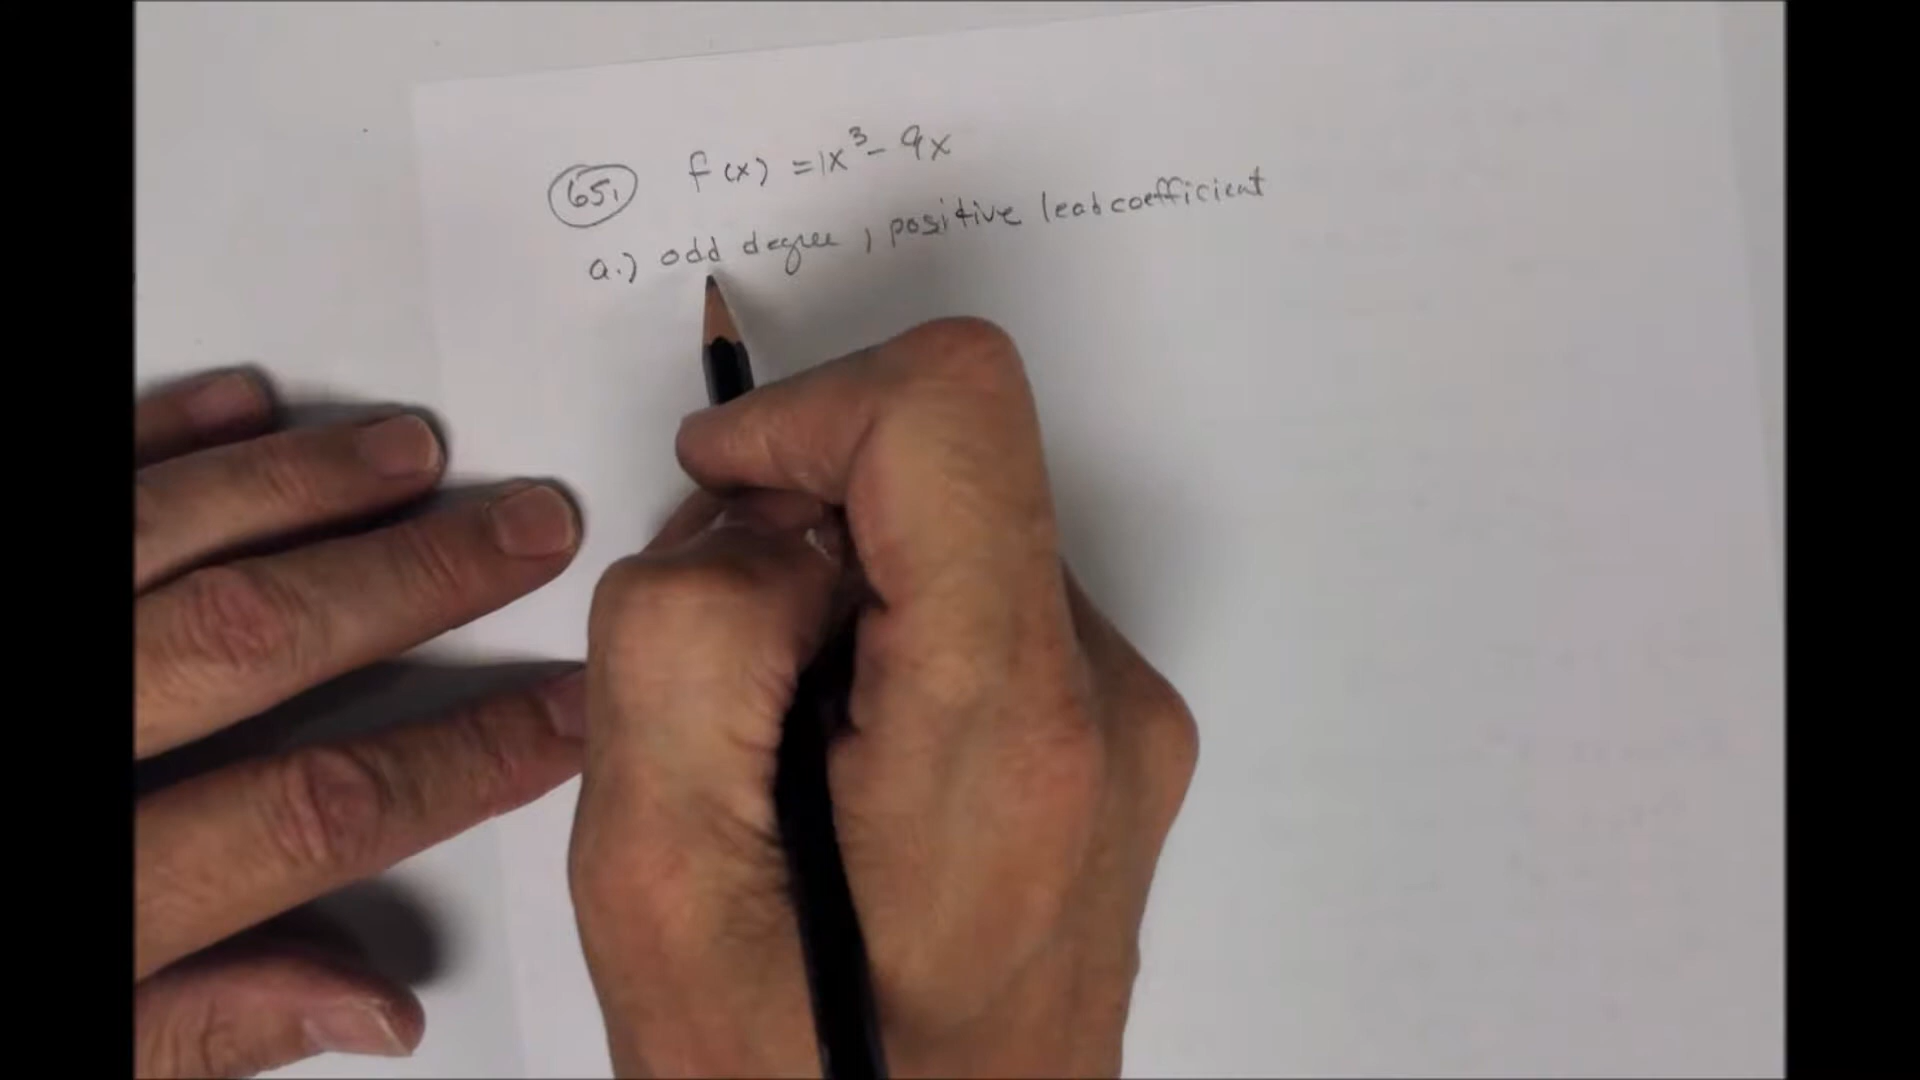 65. f(x) = 1x³ - 9x
a.) odd degree, positive lead coefficient